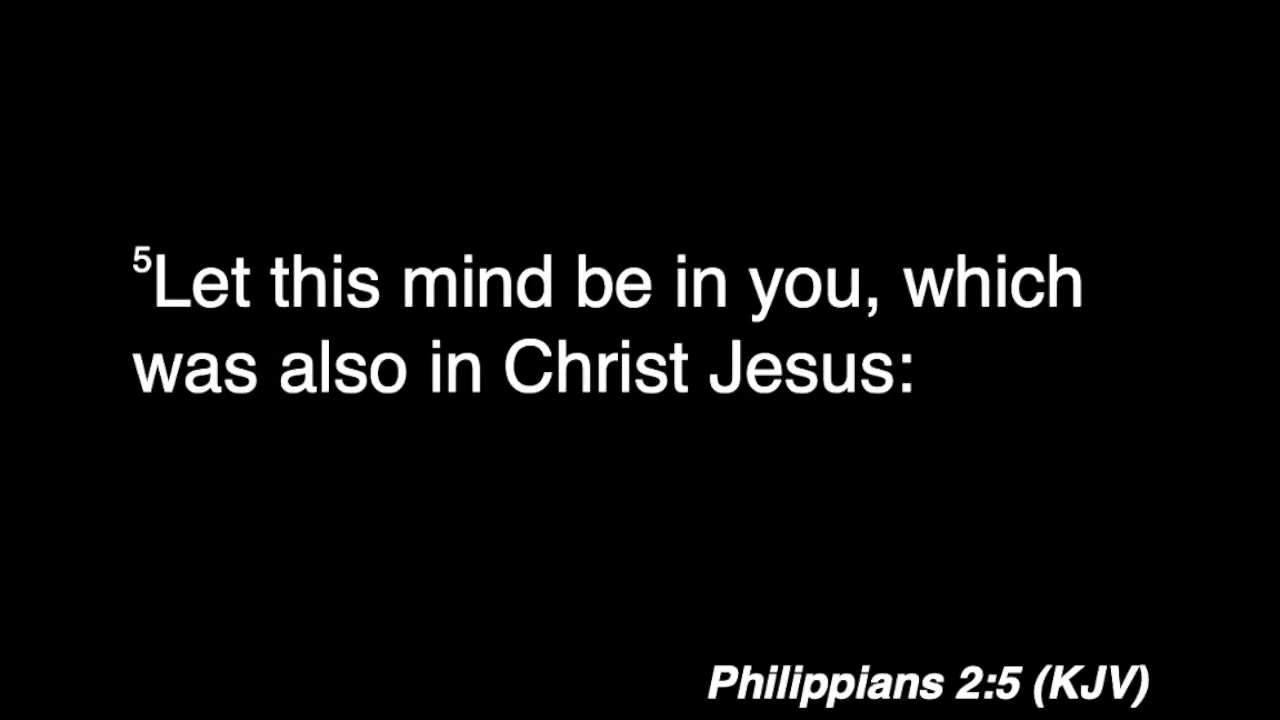 ⁵Let this mind be in you, which
was also in Christ Jesus:
Philippians 2:5 (KJV)